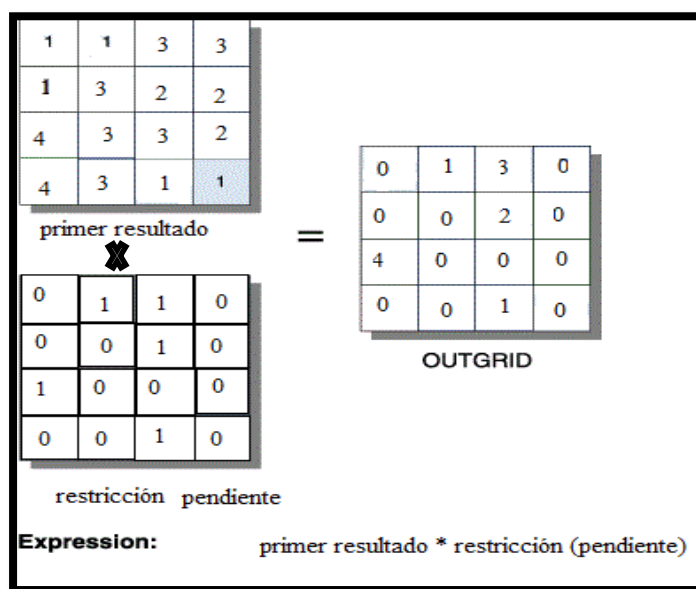 1 1 3 3
1 3 2 2
4 3 3 2
4 3 1 1
primer resultado
x
0 1 1 0
0 0 1 0
1 0 0 0
0 0 1 0
restricción pendiente
=
0 1 3 0
0 0 2 0
4 0 0 0
0 0 1 0
OUTGRID
Expression: primer resultado * restricción (pendiente)